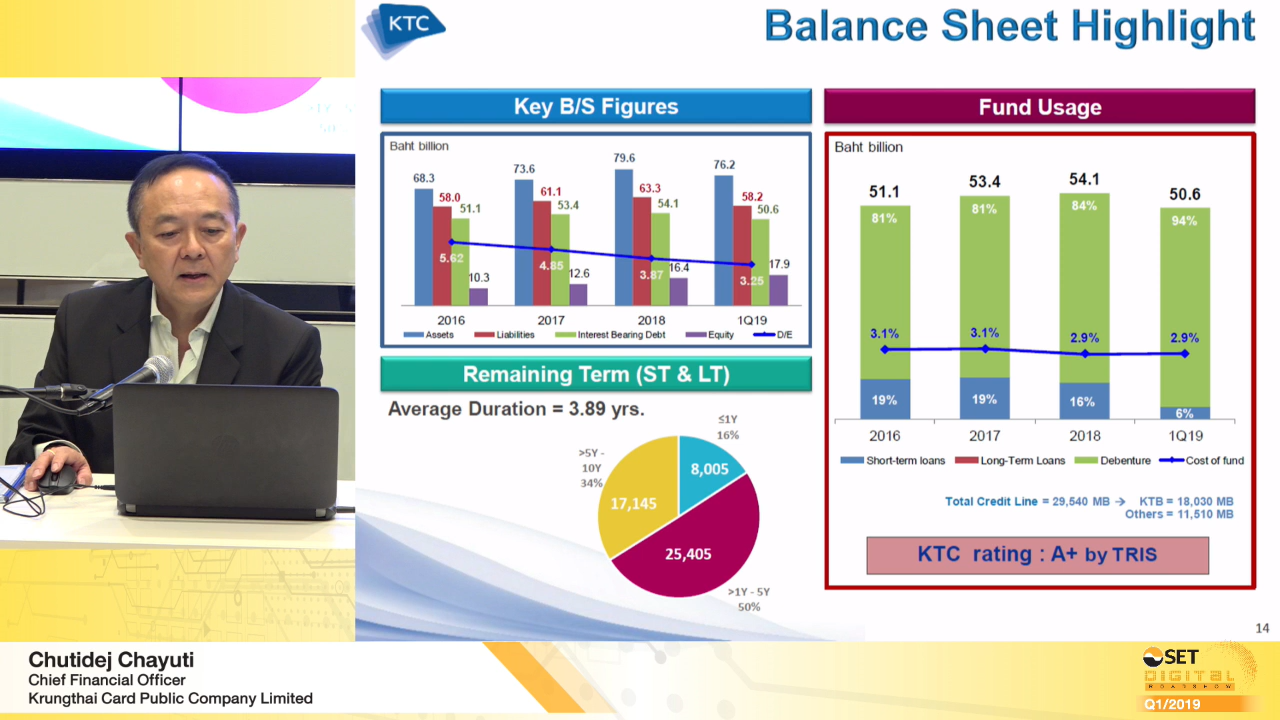 KTC
Balance Sheet Highlight
Key B/S Figures
Baht billion
68.3
58.0
51.1
5.62
10.3
73.6
61.1
53.4
4.85
12.6
79.6
63.3
54.1
3.87
16.4
76.2
58.2
50.6
3.25
17.9
2016 2017 2018 1Q19
Assets Liabilities Interest Bearing Debt Equity D/E
Remaining Term (ST & LT)
Average Duration = 3.89 yrs.
≤1Y
16%
8,005
>5Y -
10Y
34%
17,145
25,405
>1Y - 5Y
50%
Fund Usage
Baht billion
51.1 53.4 54.1 50.6
81% 81% 84% 94%
3.1% 3.1% 2.9% 2.9%
19% 19% 16% 6%
2016 2017 2018 1Q19
Short-term loans Long-Term Loans Debenture Cost of fund
Total Credit Line = 29,540 MB → KTB = 18,030 MB
Others = 11,510 MB
KTC rating : A+ by TRIS
14
Chutidej Chayuti
Chief Financial Officer
Krungthai Card Public Company Limited
SET
DIGITAL
ROADSHOW
Q1/2019